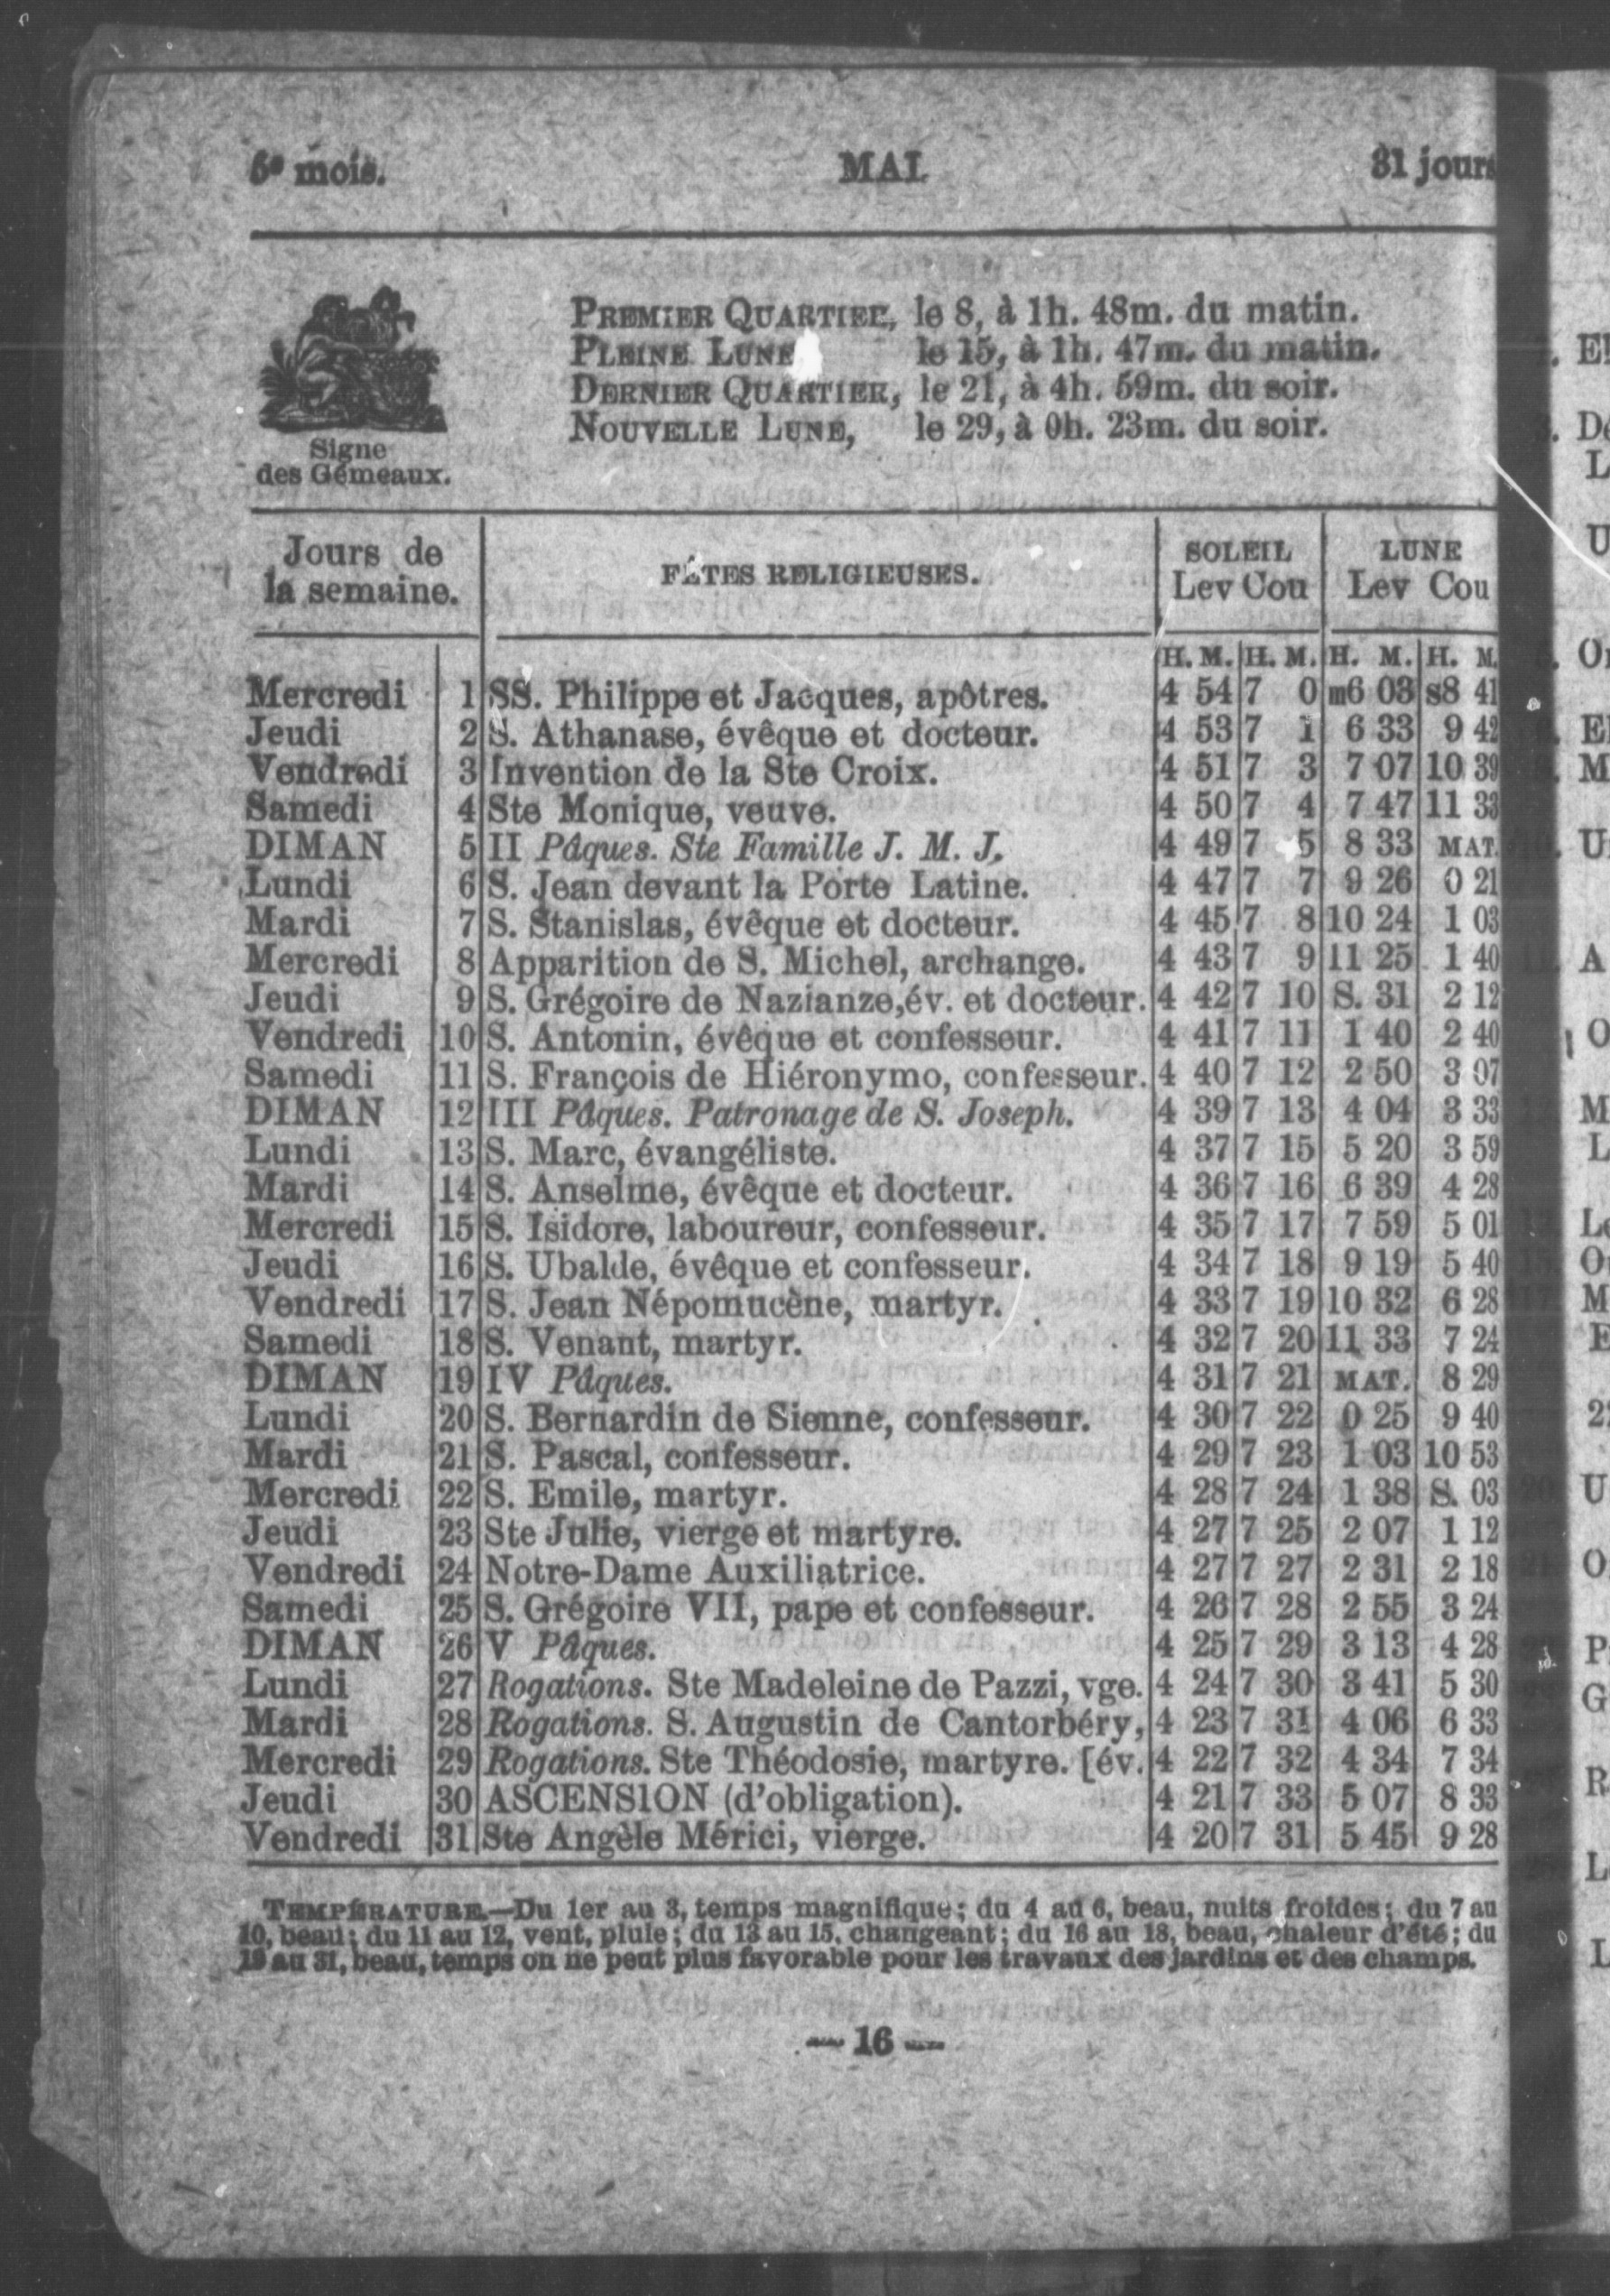 5e mois. MAI. 31 jours
PREMIER QUARTIER, le 8, à 1h. 48m. du matin.
PLEINE LUNE le 15, à 1h. 47m. du matin.
DERNIER QUARTIER, le 21, à 4h. 59m. du soir.
NOUVELLE LUNE, le 29, à 0h. 23m. du soir.
Signe
des Gémeaux.
Jours de la semaine. FÊTES RELIGIEUSES. SOLEIL Lev Cou LUNE Lev Cou
H. M. H. M. H. M. H. M.
Mercredi 1 SS. Philippe et Jacques, apôtres. 4 54 7 0 m6 03 s8 41
Jeudi 2 S. Athanase, évêque et docteur. 4 53 7 1 6 33 9 42
Vendredi 3 Invention de la Ste Croix. 4 51 7 3 7 07 10 39
Samedi 4 Ste Monique, veuve. 4 50 7 4 7 47 11 33
DIMAN 5 II Pâques. Ste Famille J. M. J. 4 49 7 5 8 33 MAT.
Lundi 6 S. Jean devant la Porte Latine. 4 47 7 7 9 26 0 21
Mardi 7 S. Stanislas, évêque et docteur. 4 45 7 8 10 24 1 03
Mercredi 8 Apparition de S. Michel, archange. 4 43 7 9 11 25 1 40
Jeudi 9 S. Grégoire de Nazianze,év. et docteur. 4 42 7 10 S. 31 2 12
Vendredi 10 S. Antonin, évêque et confesseur. 4 41 7 11 1 40 2 40
Samedi 11 S. François de Hiéronymo, confesseur. 4 40 7 12 2 50 3 07
DIMAN 12 III Pâques. Patronage de S. Joseph. 4 39 7 13 4 04 3 33
Lundi 13 S. Marc, évangéliste. 4 37 7 15 5 20 3 59
Mardi 14 S. Anselme, évêque et docteur. 4 36 7 16 6 39 4 28
Mercredi 15 S. Isidore, laboureur, confesseur. 4 35 7 17 7 59 5 01
Jeudi 16 S. Ubalde, évêque et confesseur. 4 34 7 18 9 19 5 40
Vendredi 17 S. Jean Népomucène, martyr. 4 33 7 19 10 32 6 28
Samedi 18 S. Venant, martyr. 4 32 7 20 11 33 7 24
DIMAN 19 IV Pâques. 4 31 7 21 MAT. 8 29
Lundi 20 S. Bernardin de Sienne, confesseur. 4 30 7 22 0 25 9 40
Mardi 21 S. Pascal, confesseur. 4 29 7 23 1 03 10 53
Mercredi 22 S. Emile, martyr. 4 28 7 24 1 38 S. 03
Jeudi 23 Ste Julie, vierge et martyre. 4 27 7 25 2 07 1 12
Vendredi 24 Notre-Dame Auxiliatrice. 4 27 7 27 2 31 2 18
Samedi 25 S. Grégoire VII, pape et confesseur. 4 26 7 28 2 55 3 24
DIMAN 26 V Pâques. 4 25 7 29 3 13 4 28
Lundi 27 Rogations. Ste Madeleine de Pazzi, vge. 4 24 7 30 3 41 5 30
Mardi 28 Rogations. S. Augustin de Cantorbéry, 4 23 7 31 4 06 6 33
Mercredi 29 Rogations. Ste Théodosie, martyre. [év. 4 22 7 32 4 34 7 34
Jeudi 30 ASCENSION (d'obligation). 4 21 7 33 5 07 8 33
Vendredi 31 Ste Angèle Mérici, vierge. 4 20 7 31 5 45 9 28
TEMPÉRATURE.—Du 1er au 3, temps magnifique; du 4 au 6, beau, nuits froides; du 7 au
10, beau; du 11 au 12, vent, pluie; du 13 au 15, changeant; du 16 au 18, beau, chaleur d'été; du
19 au 31, beau, temps on ne peut plus favorable pour les travaux des jardins et des champs.
— 16 —